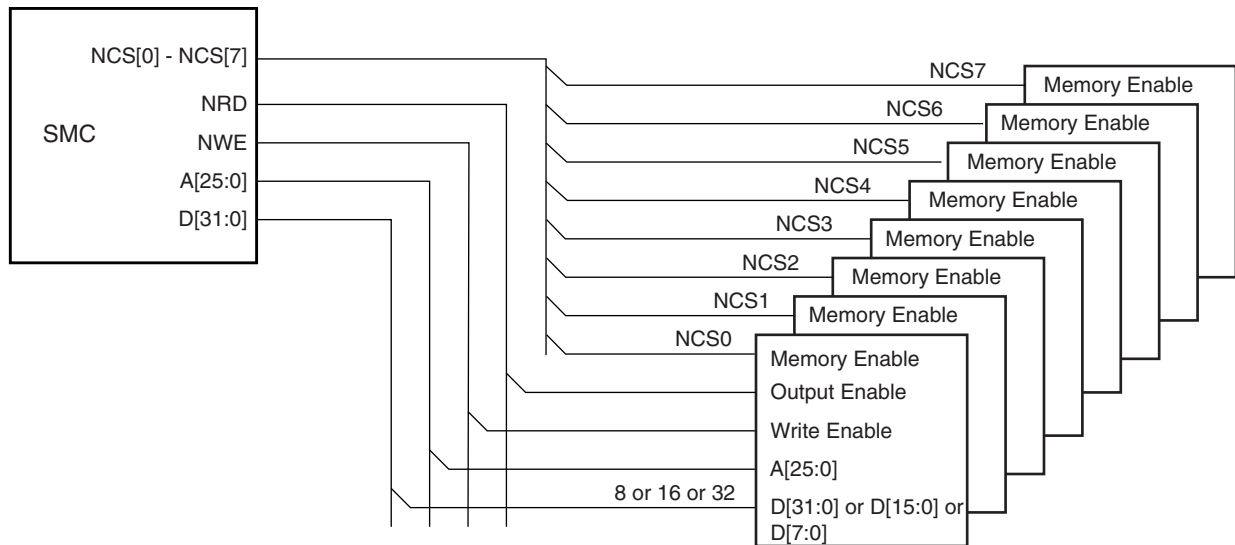 NCS[0] - NCS[7]
NRD
SMC
NWE
A[25:0]
D[31:0]
NCS7
Memory Enable
NCS6
Memory Enable
NCS5
Memory Enable
NCS4
Memory Enable
NCS3
Memory Enable
NCS2
Memory Enable
NCS1
Memory Enable
NCS0
Memory Enable
Output Enable
Write Enable
A[25:0]
8 or 16 or 32
D[31:0] or D[15:0] or
D[7:0]